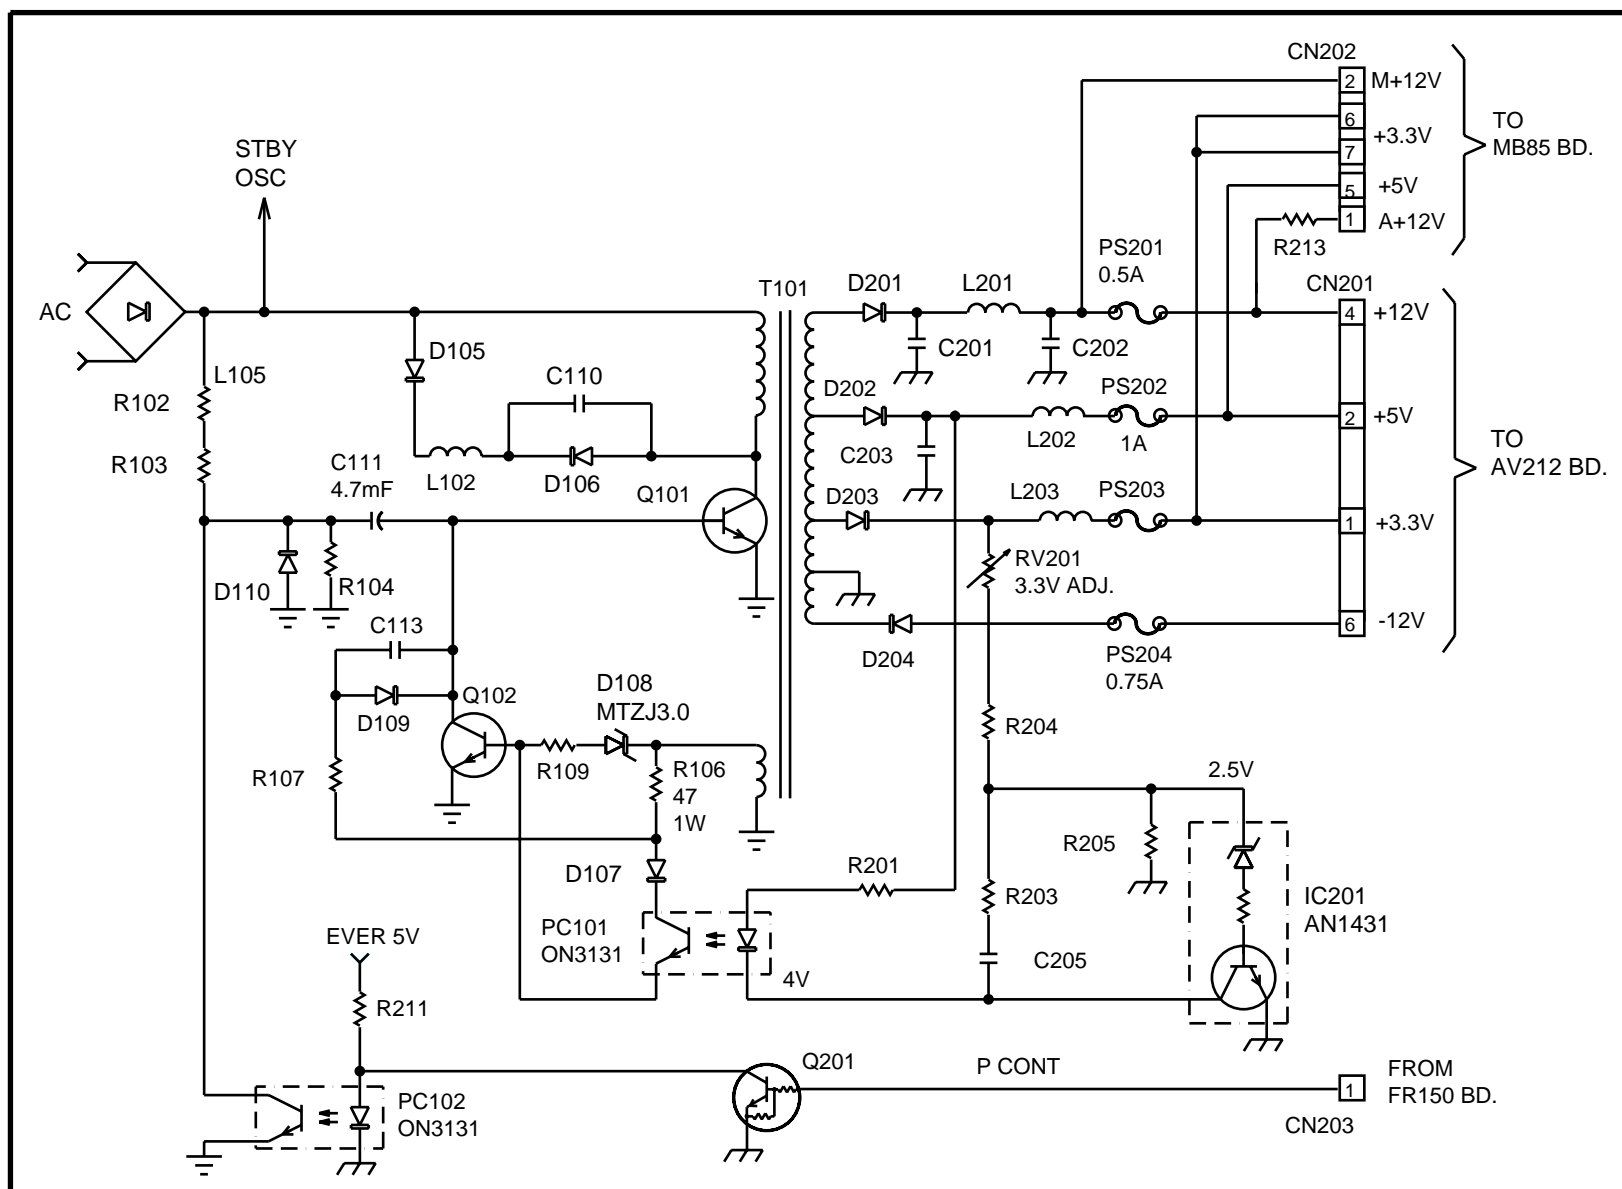 CN202
2 M+12V
6
+3.3V
7
5 +5V
1 A+12V
TO
MB85 BD.
STBY
OSC
R213
PS201
0.5A
CN201
AC
T101
D201
L201
4 +12V
D105
C201
C202
L105
C110
R102
D202
PS202
2 +5V
L202
1A
TO
AV212 BD.
R103
C111
4.7mF
L102
D106
Q101
C203
D203
L203
PS203
1 +3.3V
D110
R104
RV201
3.3V ADJ.
C113
6 -12V
D204
PS204
0.75A
Q102
D108
MTZJ3.0
D109
R204
R107
R109
R106
47
1W
2.5V
R205
D107
R201
R203
IC201
AN1431
PC101
ON3131
EVER 5V
C205
4V
R211
Q201
P CONT
1
FROM
FR150 BD.
PC102
ON3131
CN203